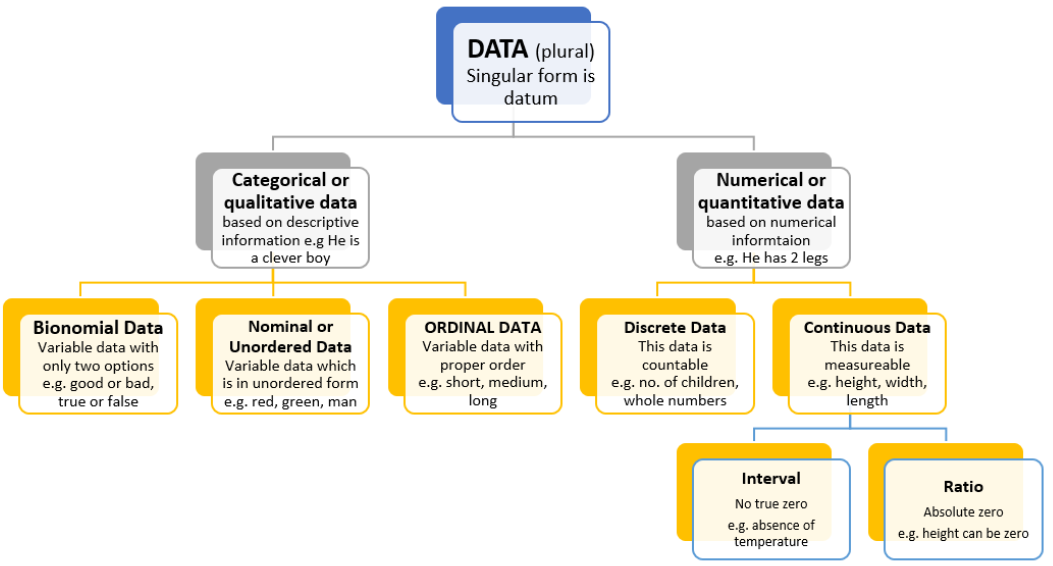 DATA (plural)
Singular form is
datum
Categorical or
qualitative data
based on descriptive
information e.g He is
a clever boy
Numerical or
quantitative data
based on numerical
informtaion
e.g. He has 2 legs
Bionomial Data
Variable data with
only two options
e.g. good or bad,
true or false
Nominal or
Unordered Data
Variable data which
is in unordered form
e.g. red, green, man
ORDINAL DATA
Variable data with
proper order
e.g. short, medium,
long
Discrete Data
This data is
countable
e.g. no. of children,
whole numbers
Continuous Data
This data is
measureable
e.g. height, width,
length
Interval
No true zero
e.g. absence of
temperature
Ratio
Absolute zero
e.g. height can be zero